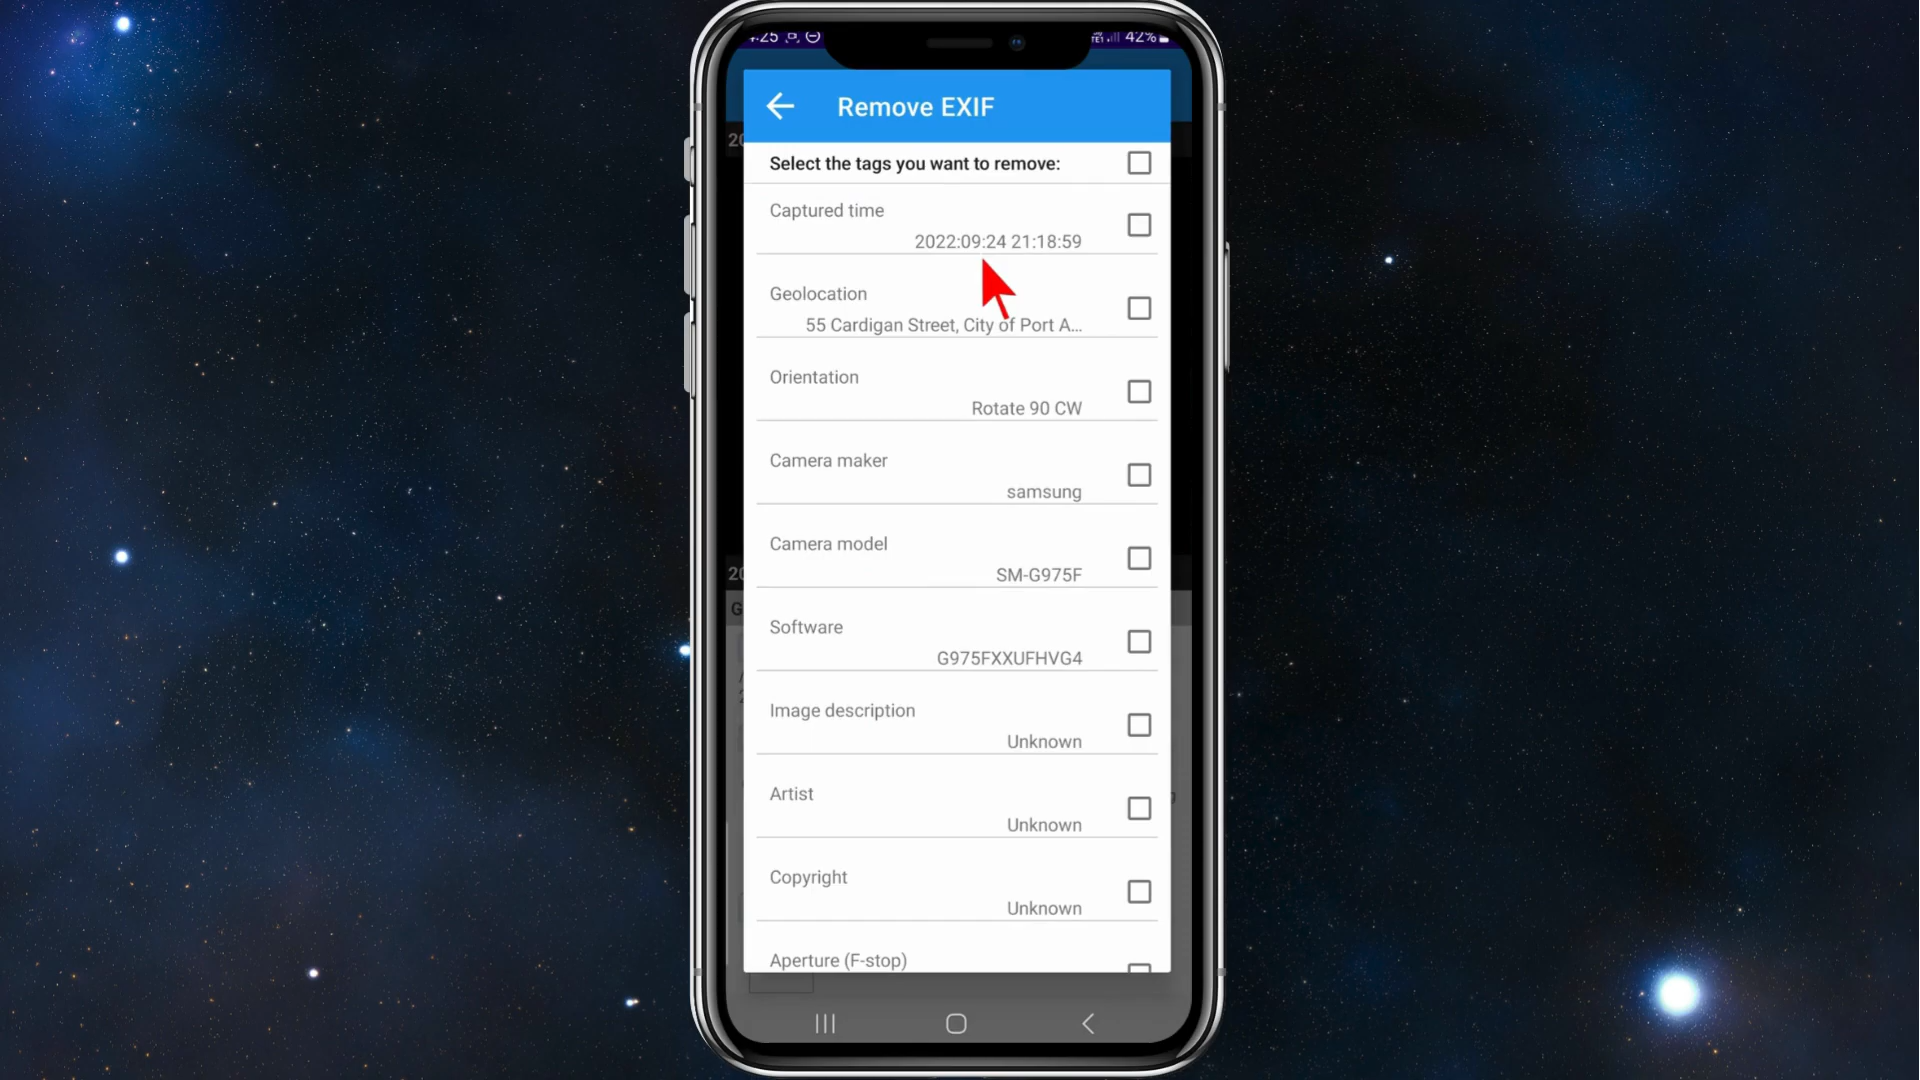 42%
Remove EXIF
Select the tags you want to remove:
Captured time
2022:09:24 21:18:59
Geolocation
55 Cardigan Street, City of Port A...
Orientation
Rotate 90 CW
Camera maker
samsung
Camera model
SM-G975F
Software
G975FXXUFHVG4
Image description
Unknown
Artist
Unknown
Copyright
Unknown
Aperture (F-stop)